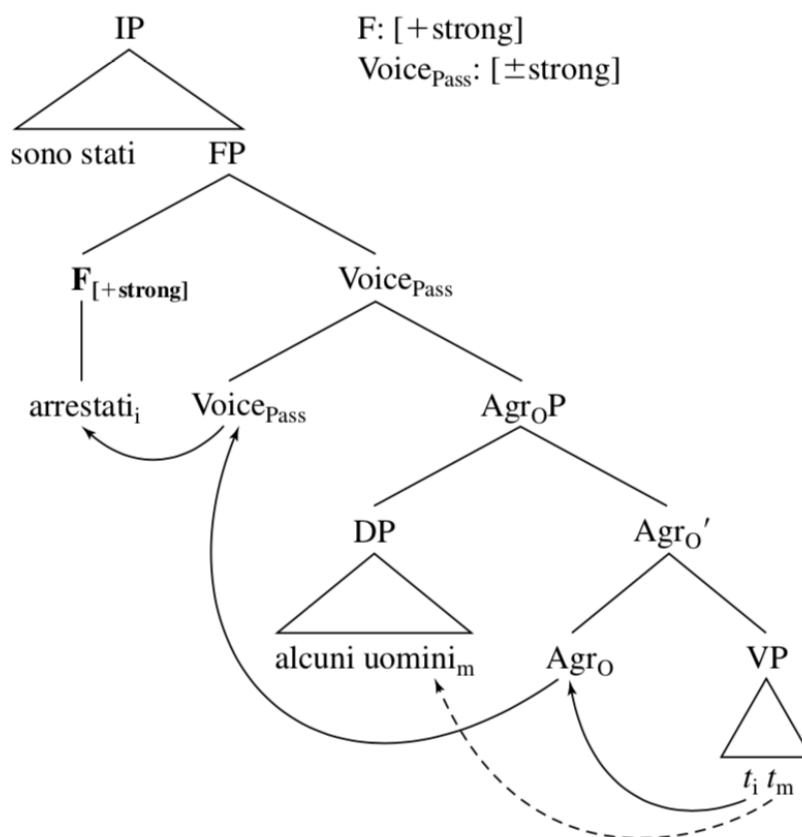 IP F: [+strong]
Voice_Pass: [±strong]
sono stati FP
F_[+strong] Voice_Pass
arrestati_i Voice_Pass Agr_OP
DP Agr_O′
alcuni uomini_m Agr_O VP
t_i t_m